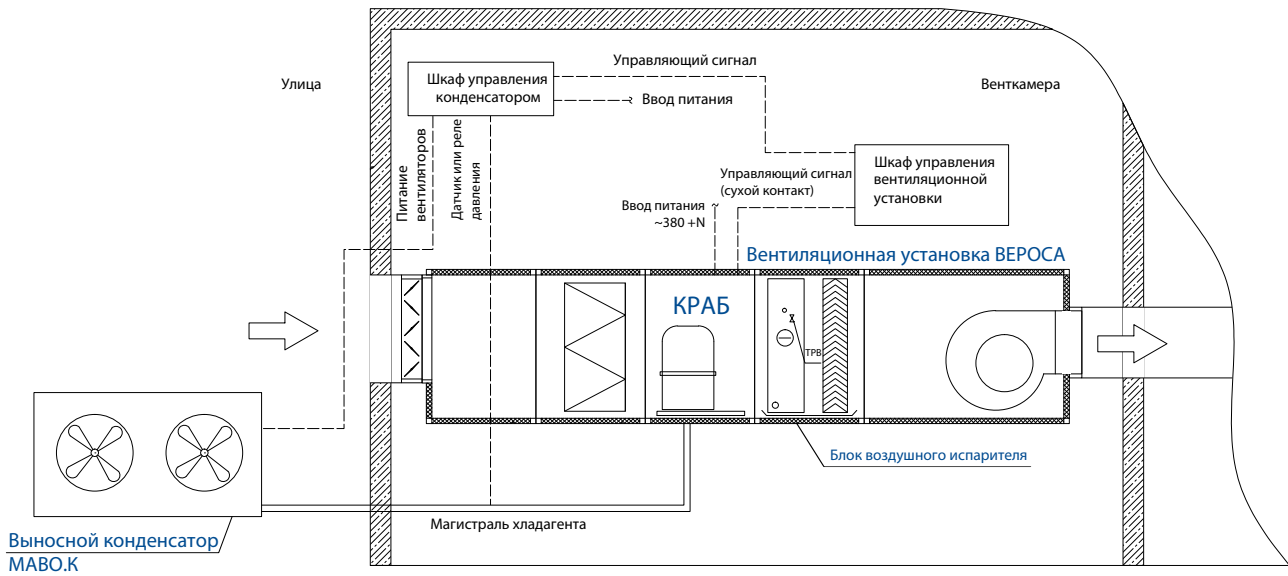 Управляющий сигнал
Улица
Шкаф управления
конденсатором
Ввод питания
Венткамера
Питание
вентиляторов
Датчик или реле
давления
Шкаф управления
вентиляционной
установки
Управляющий сигнал
(сухой контакт)
Ввод питания
~380 +N
Вентиляционная установка ВЕРОСА
КРАБ
ТРВ
Блок воздушного испарителя
Магистраль хладагента
Выносной конденсатор
МАВО.К